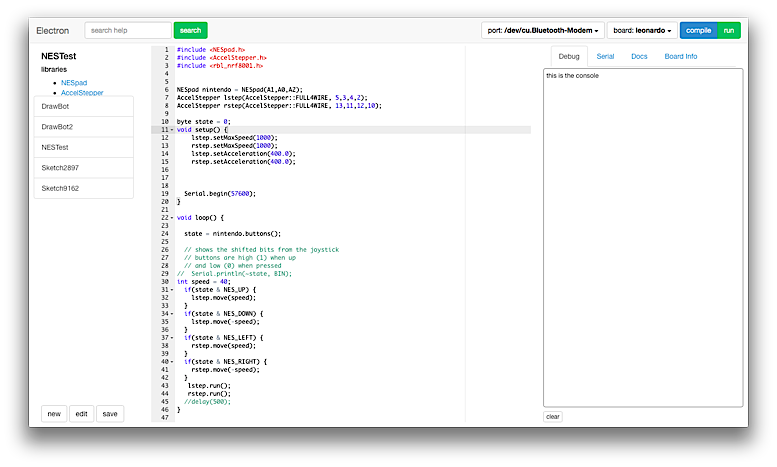 Electron
search help
search
port: /dev/cu.Bluetooth-Modem
board: leonardo
compile
run
NESTest
libraries
NESpad
AccelStepper
DrawBot
DrawBot2
NESTest
Sketch2897
Sketch9162
new
edit
save
1 #include <NESpad.h>
2 #include <AccelStepper.h>
3 #include <rbl_nrf8001.h>
4
5
6 NESpad nintendo = NESpad(A1,A0,A2);
7 AccelStepper lstep(AccelStepper::FULL4WIRE, 5,3,4,2);
8 AccelStepper rstep(AccelStepper::FULL4WIRE, 13,11,12,10);
9
10 byte state = 0;
11 void setup() {
12 lstep.setMaxSpeed(1000);
13 rstep.setMaxSpeed(1000);
14 lstep.setAcceleration(400.0);
15 rstep.setAcceleration(400.0);
16
17
18
19 Serial.begin(57600);
20 }
21
22 void loop() {
23
24 state = nintendo.buttons();
25
26 // shows the shifted bits from the joystick
27 // buttons are high (1) when up
28 // and low (0) when pressed
29 // Serial.println(~state, BIN);
30 int speed = 40;
31 if(state & NES_UP) {
32 lstep.move(speed);
33 }
34 if(state & NES_DOWN) {
35 lstep.move(-speed);
36 }
37 if(state & NES_LEFT) {
38 rstep.move(speed);
39 }
40 if(state & NES_RIGHT) {
41 rstep.move(-speed);
42 }
43 lstep.run();
44 rstep.run();
45 //delay(500);
46 }
47
Debug
Serial
Docs
Board Info
this is the console
clear